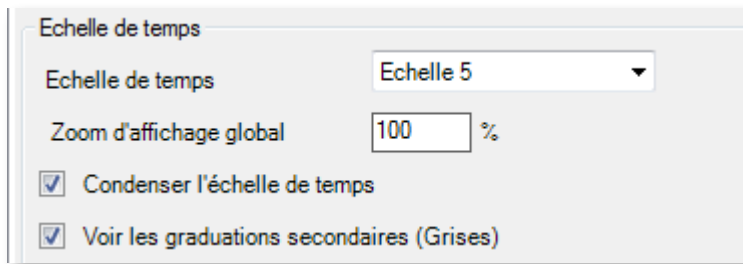 Echelle de temps
Echelle de temps Echelle 5
Zoom d'affichage global 100 %
Condenser l'échelle de temps
Voir les graduations secondaires (Grises)